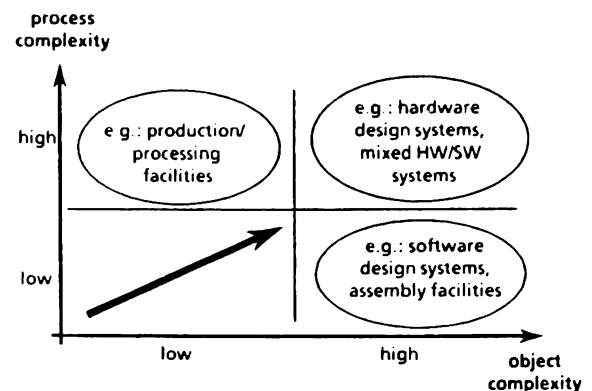 process
complexity
high
e g.: production/
processing
facilities
e.g.: hardware
design systems,
mixed HW/SW
systems
low
e.g.: software
design systems,
assembly facilities
low
high
object
complexity